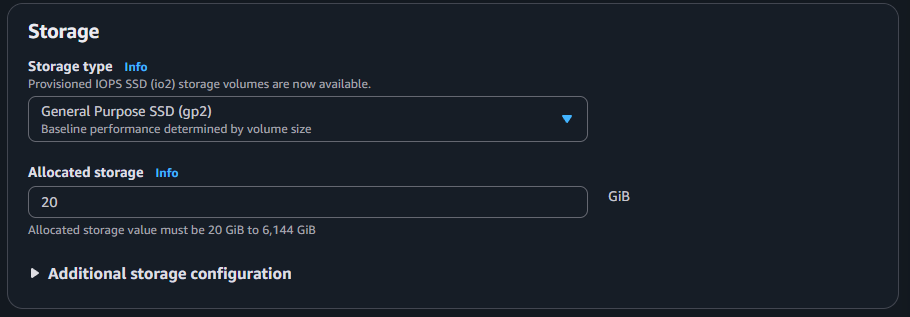 Storage
Storage type Info
Provisioned IOPS SSD (io2) storage volumes are now available.
General Purpose SSD (gp2)
Baseline performance determined by volume size
Allocated storage Info
20
GiB
Allocated storage value must be 20 GiB to 6,144 GiB
Additional storage configuration